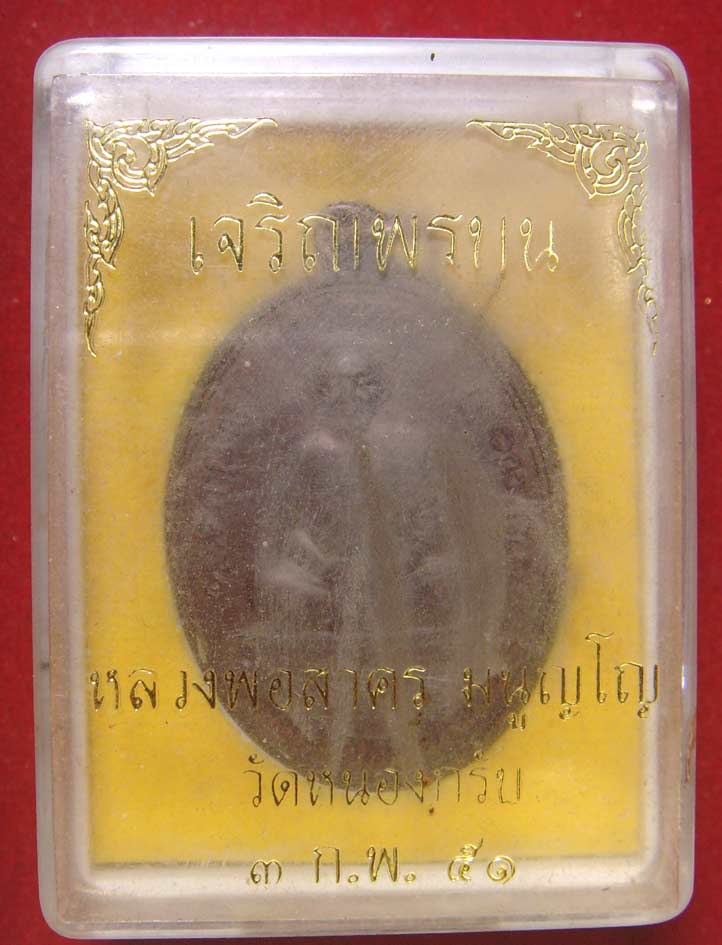 เจริญพรบน
หลวงพ่อสาคร มนุญโญ
วัดหนองกรับ
๓ ก.พ. ๕๑